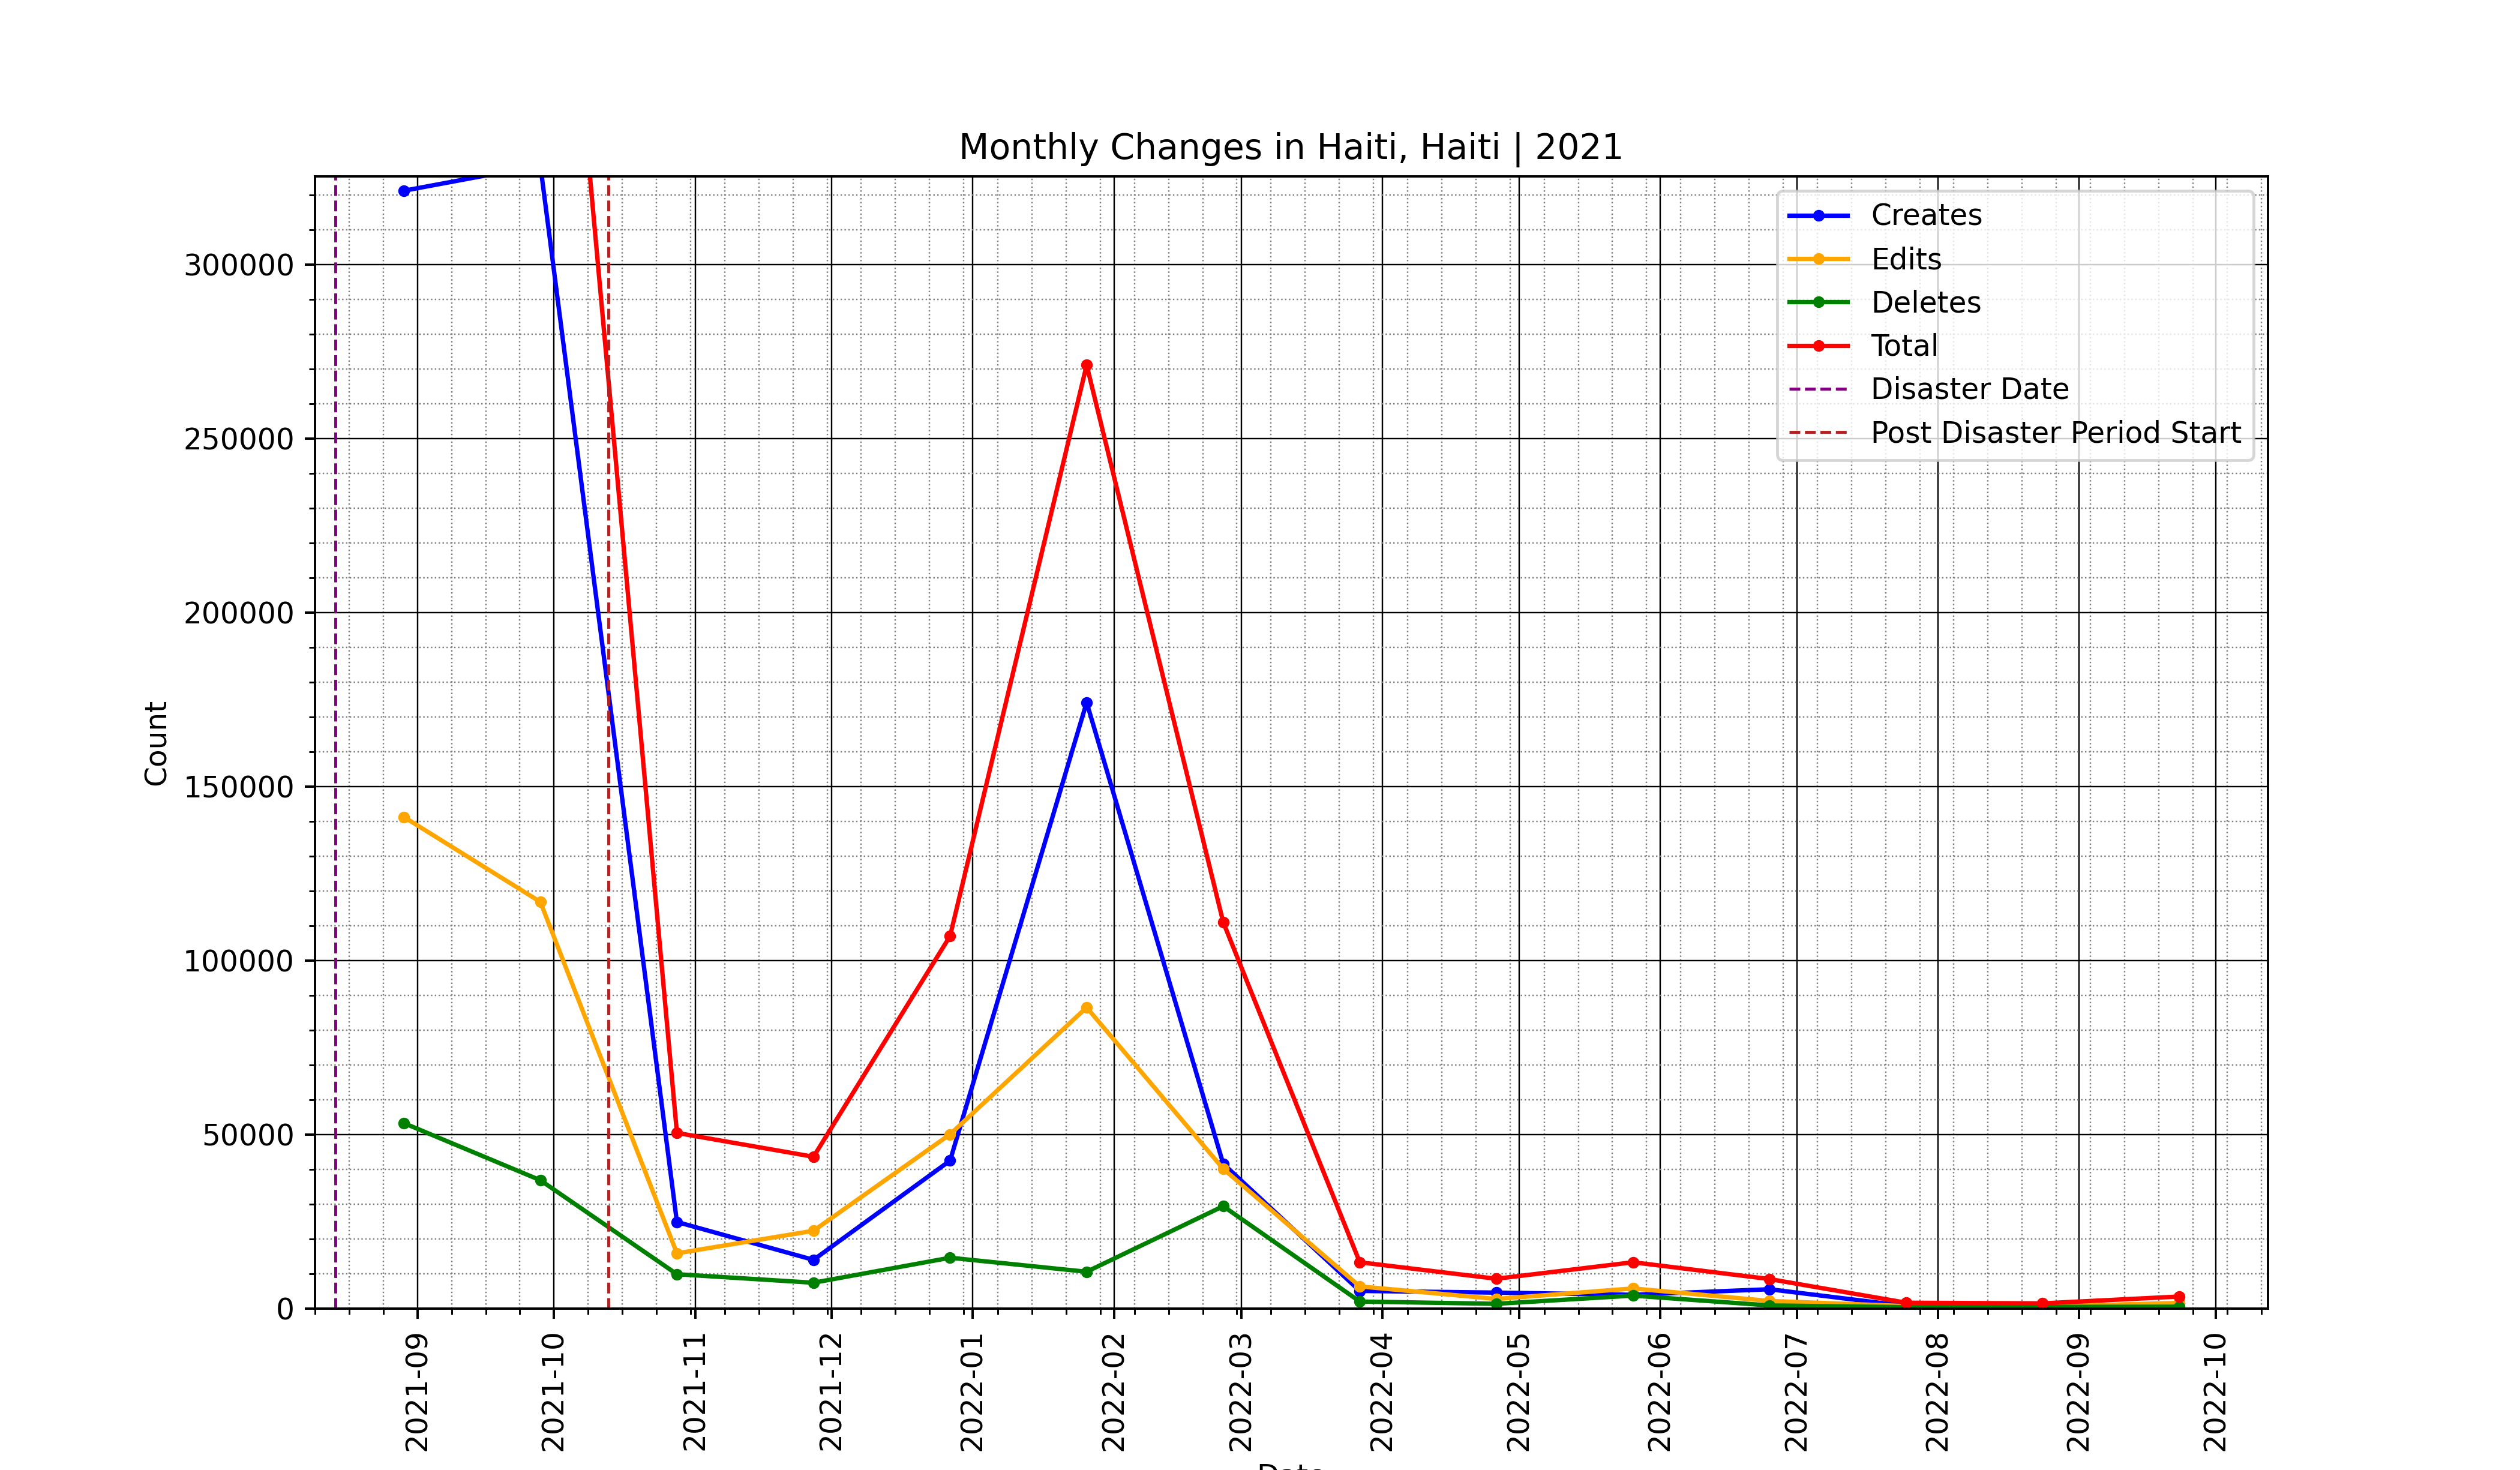 Monthly Changes in Haiti, Haiti | 2021
Creates
Edits
Deletes
Total
Disaster Date
Post Disaster Period Start
Count
300000
250000
200000
150000
100000
50000
0
2021-09
2021-10
2021-11
2021-12
2022-01
2022-02
2022-03
2022-04
2022-05
2022-06
2022-07
2022-08
2022-09
2022-10
Date